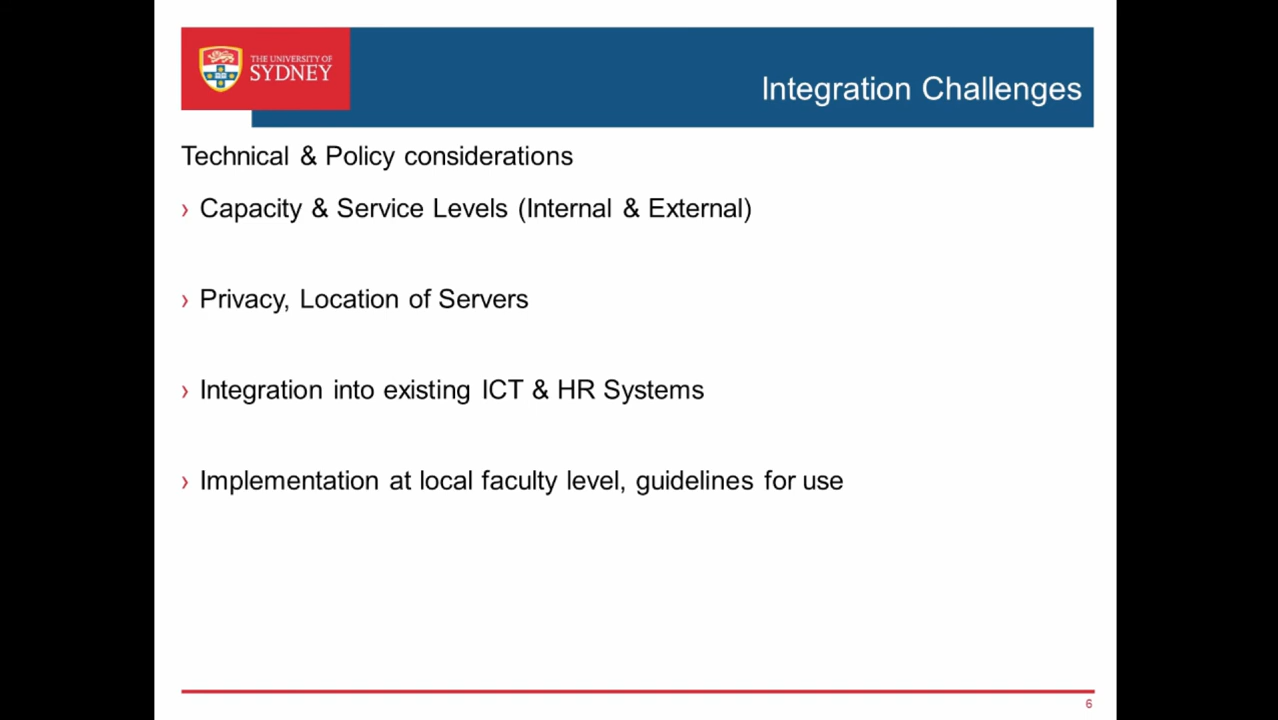 THE UNIVERSITY OF
SYDNEY
Integration Challenges
Technical & Policy considerations
› Capacity & Service Levels (Internal & External)
› Privacy, Location of Servers
› Integration into existing ICT & HR Systems
› Implementation at local faculty level, guidelines for use
6